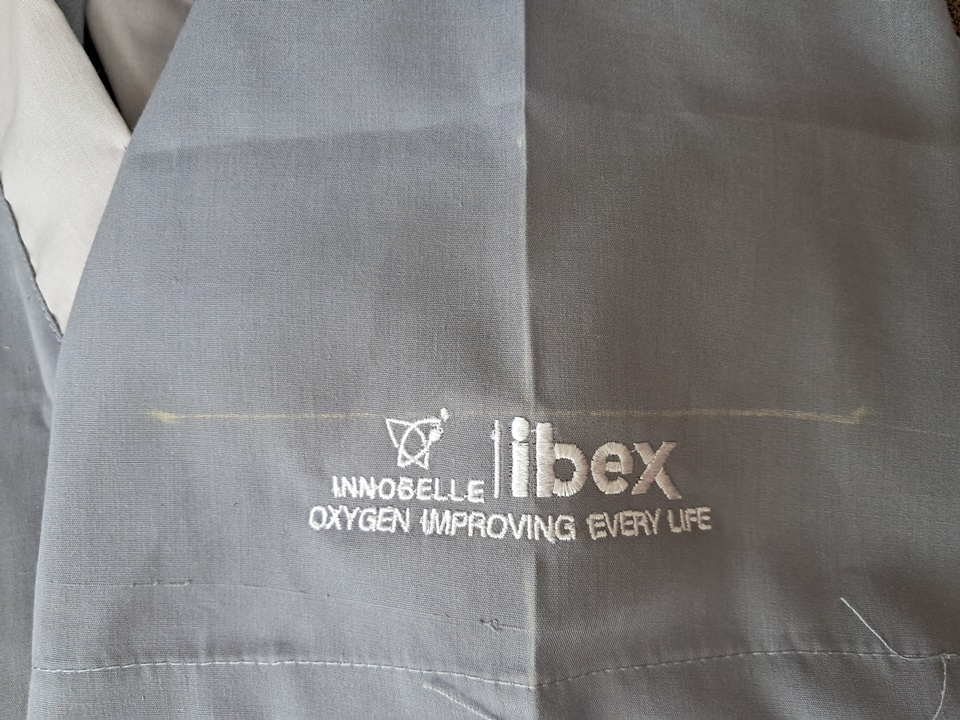 INNOBELLE
ibex
OXYGEN IMPROVING EVERY LIFE